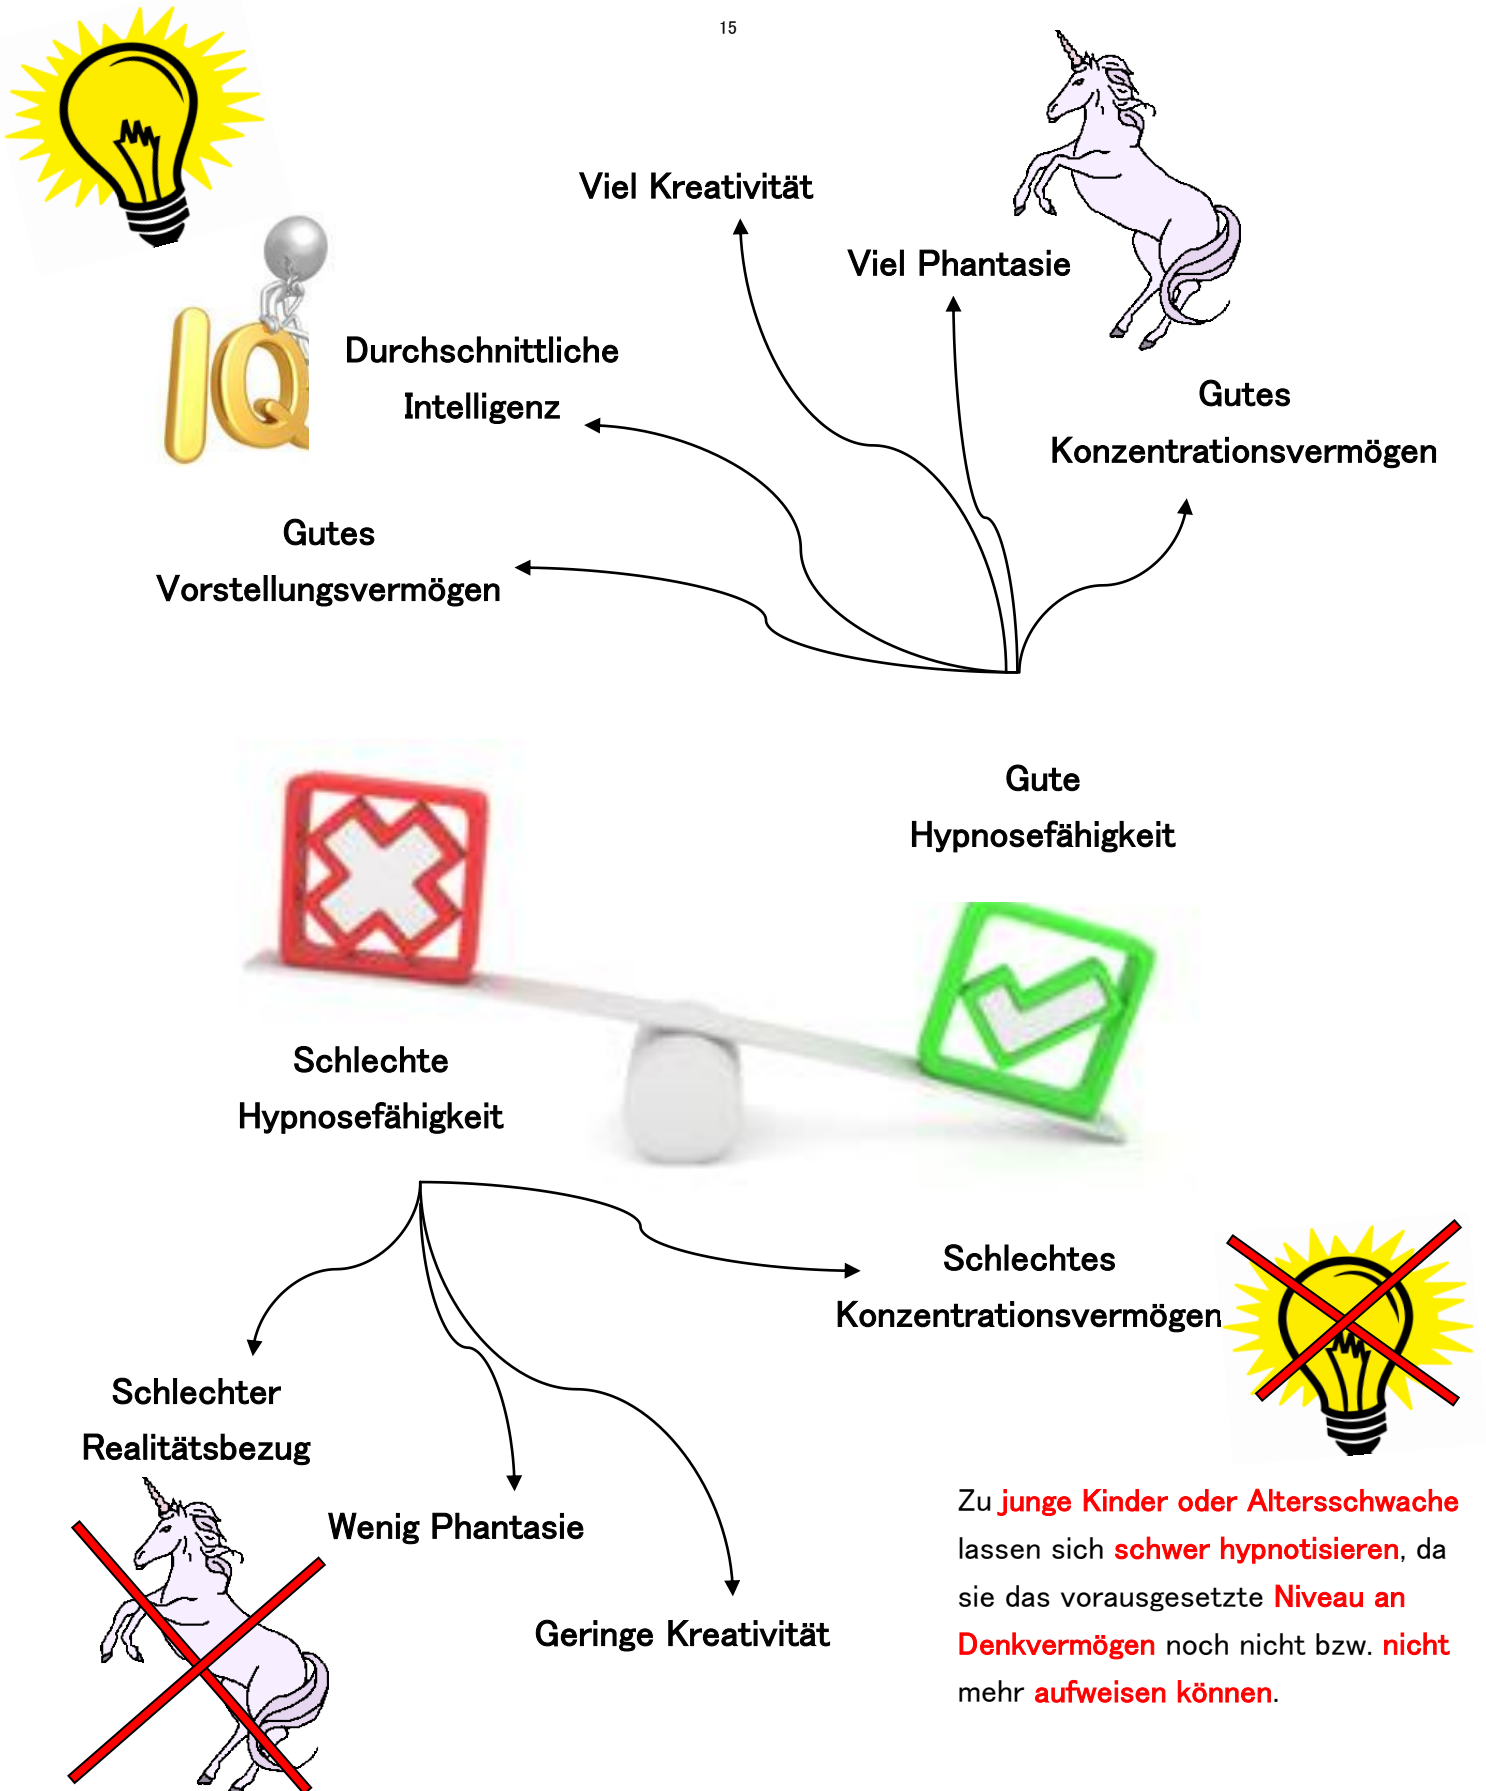 15
Viel Kreativität
Viel Phantasie
Durchschnittliche
Intelligenz
IQ
Gutes
Konzentrationsvermögen
Gutes
Vorstellungsvermögen
Gute
Hypnosefähigkeit
Schlechte
Hypnosefähigkeit
Schlechtes
Konzentrationsvermögen
Schlechter
Realitätsbezug
Wenig Phantasie
Geringe Kreativität
Zu junge Kinder oder Altersschwache
lassen sich schwer hypnotisieren, da
sie das vorausgesetzte Niveau an
Denkvermögen noch nicht bzw. nicht
mehr aufweisen können.